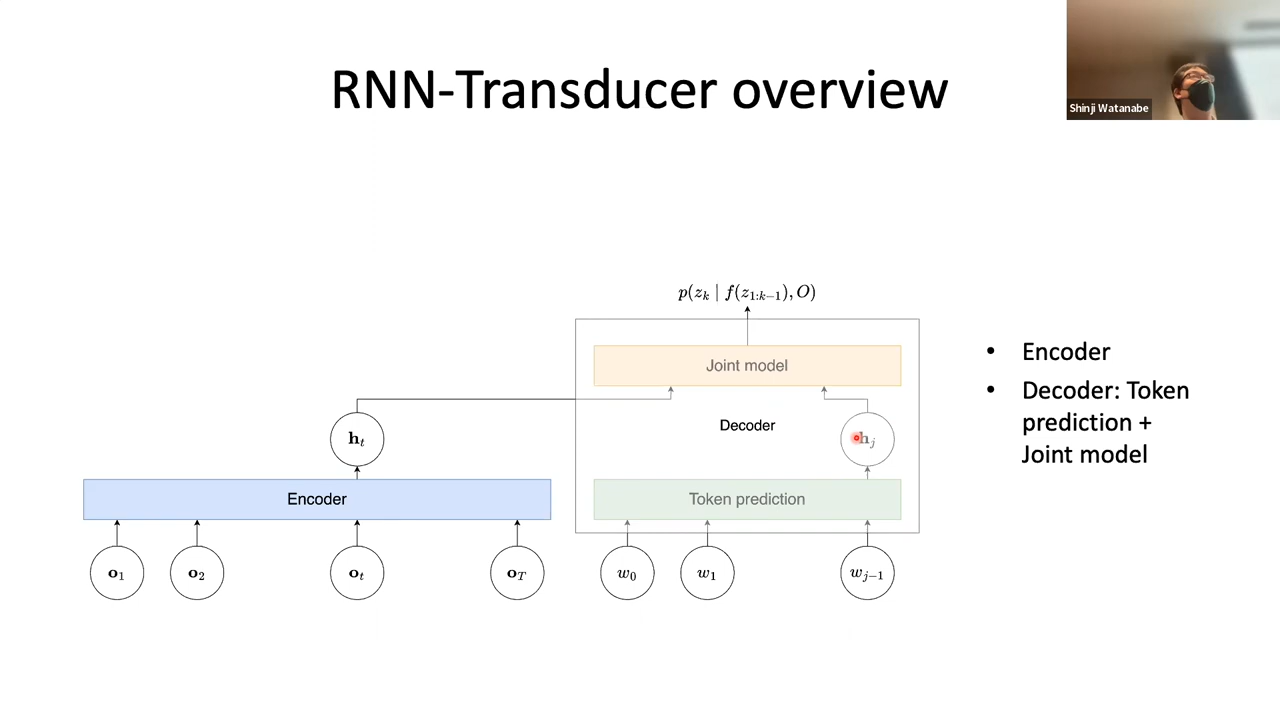 RNN-Transducer overview
Shinji Watanabe
p(z_k | f(z_{1:k−1}), O)
Joint model
Decoder
h_t
h_j
Encoder
Token prediction
o_1
o_2
o_t
o_T
w_0
w_1
w_{j−1}
• Encoder
• Decoder: Token
prediction +
Joint model